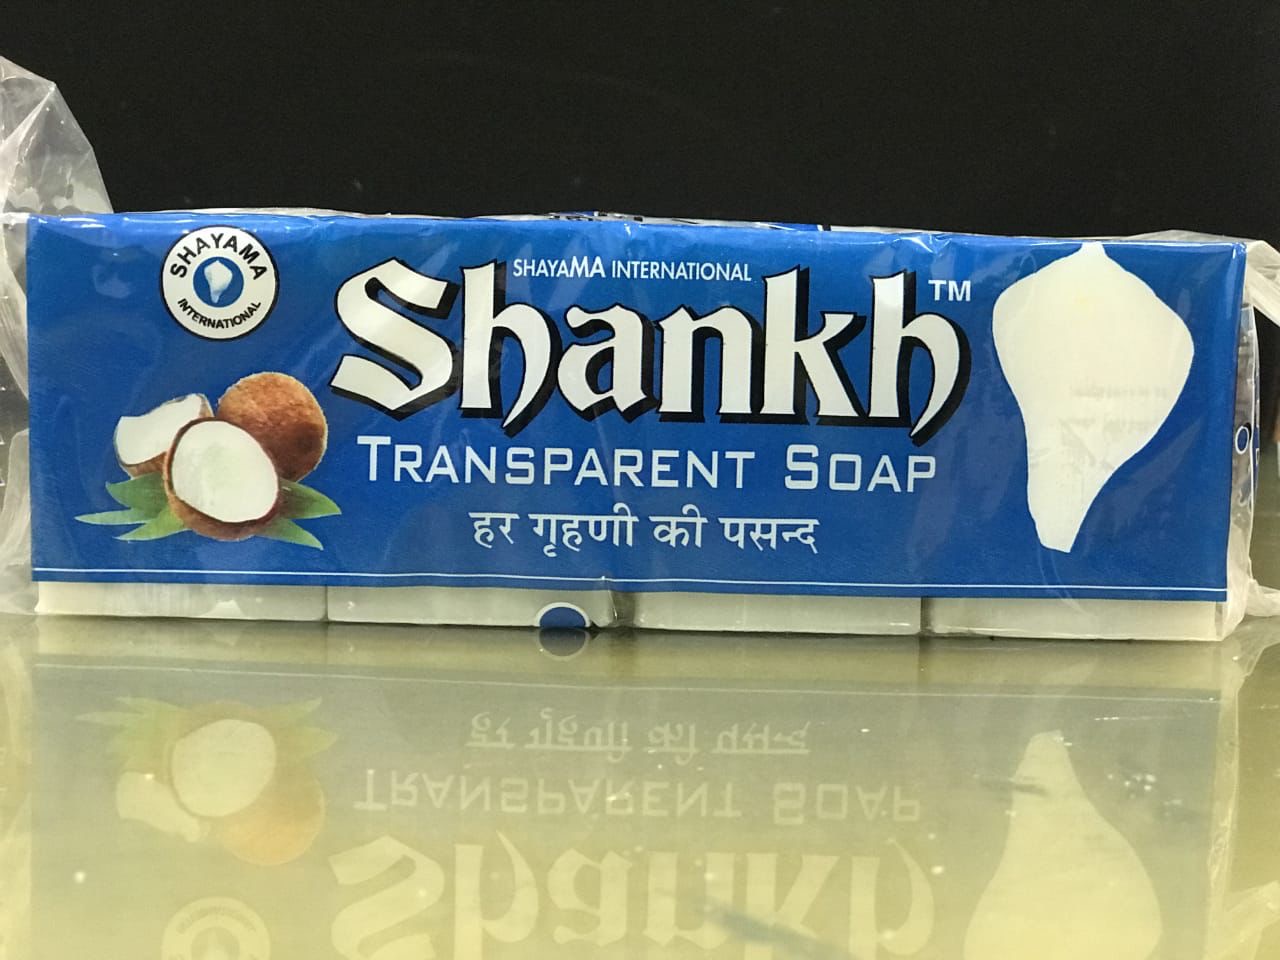 SHAYAMA
INTERNATIONAL
SHAYAMA INTERNATIONAL
Shankh™
TRANSPARENT SOAP
हर गृहणी की पसन्द